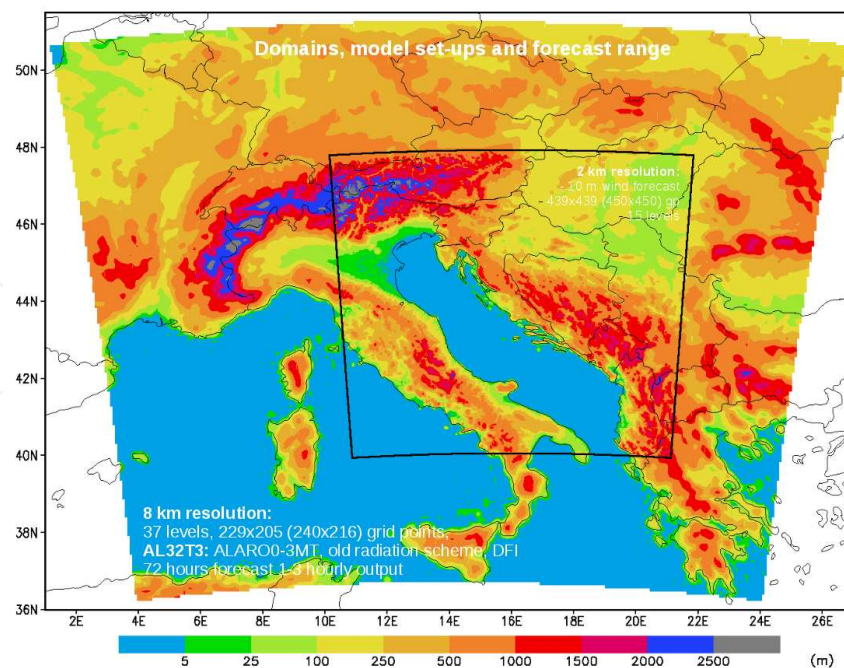 Domains, model set-ups and forecast range
50N
48N
2 km resolution:
- 10 m wind forecast
- 439x439 (450x450) gp
- 15 levels
46N
44N
42N
40N
38N
8 km resolution:
37 levels, 229x205 (240x216) grid points,
AL32T3: ALARO0-3MT, old radiation scheme, DFI
72 hours forecast 1-3 hourly output
36N
2E 4E 6E 8E 10E 12E 14E 16E 18E 20E 22E 24E 26E
5 25 100 250 500 1000 1500 2000 2500 (m)